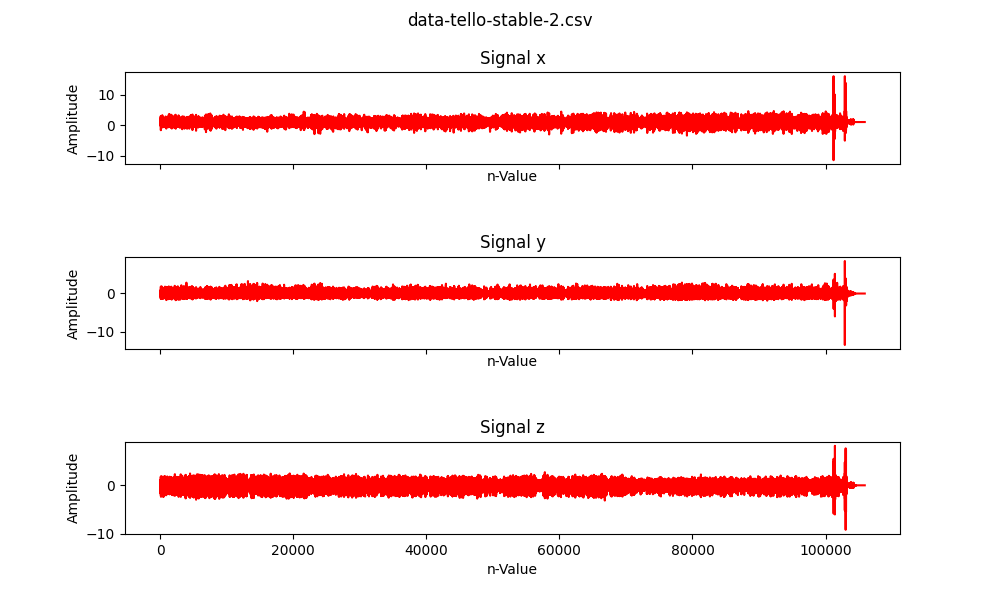 data-tello-stable-2.csv
Signal x
Amplitude
10
0
−10
n-Value
Signal y
Amplitude
0
−10
n-Value
Signal z
Amplitude
0
−10
0 20000 40000 60000 80000 100000
n-Value